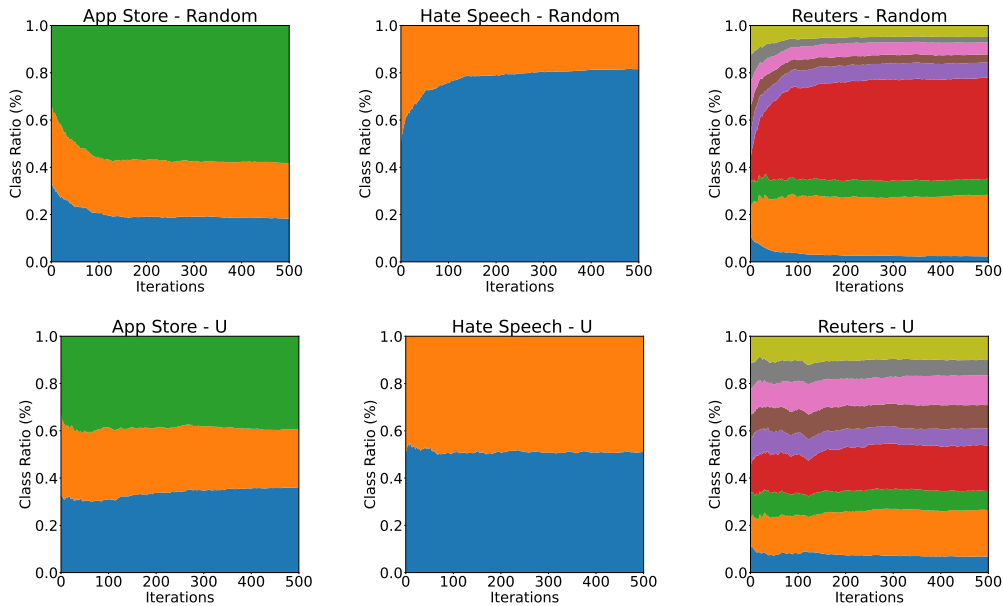 App Store - Random
Class Ratio (%)
1.0
0.8
0.6
0.4
0.2
0.0
0 100 200 300 400 500
Iterations
Hate Speech - Random
Class Ratio (%)
1.0
0.8
0.6
0.4
0.2
0.0
0 100 200 300 400 500
Iterations
Reuters - Random
Class Ratio (%)
1.0
0.8
0.6
0.4
0.2
0.0
0 100 200 300 400 500
Iterations
App Store - U
Class Ratio (%)
1.0
0.8
0.6
0.4
0.2
0.0
0 100 200 300 400 500
Iterations
Hate Speech - U
Class Ratio (%)
1.0
0.8
0.6
0.4
0.2
0.0
0 100 200 300 400 500
Iterations
Reuters - U
Class Ratio (%)
1.0
0.8
0.6
0.4
0.2
0.0
0 100 200 300 400 500
Iterations